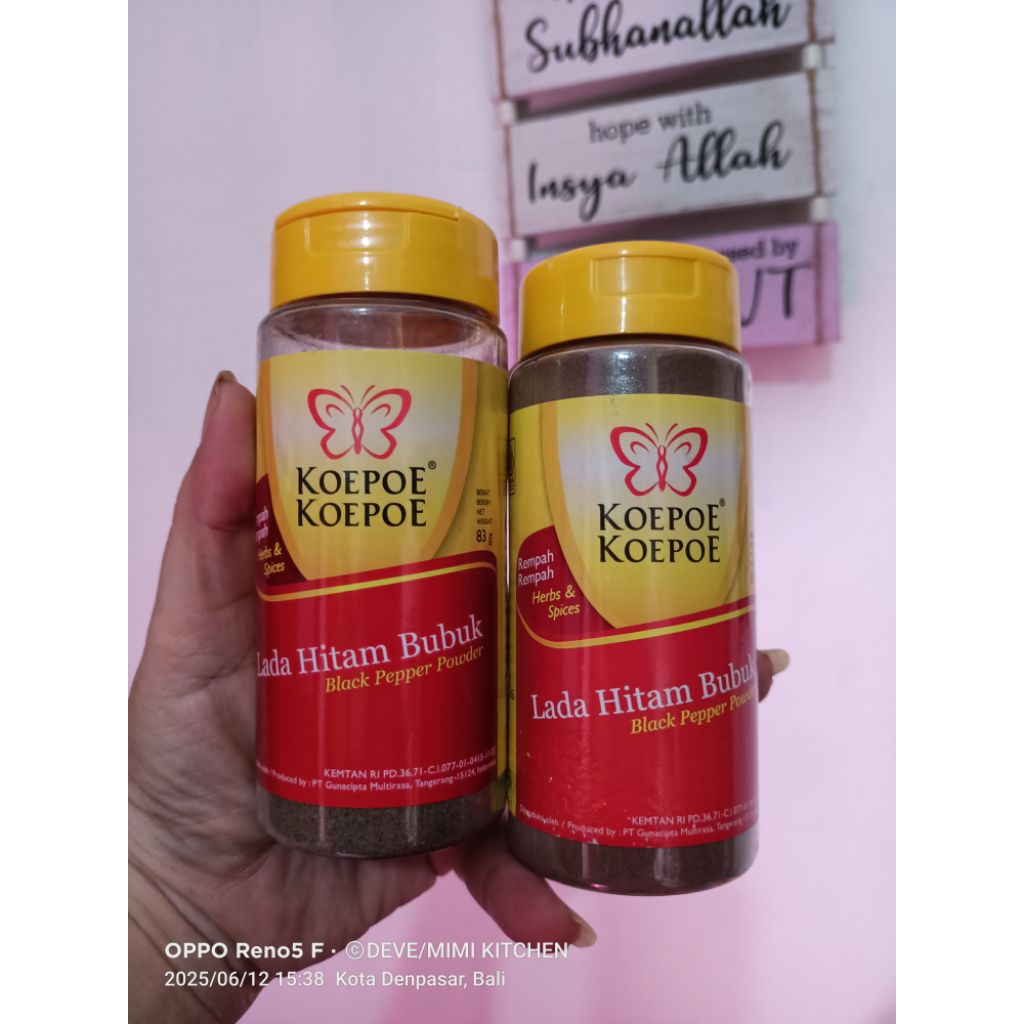 Subhanallah
hope with
Insya Allah
by
KOEPOE®
KOEPOE
BERAT
BERSIH
NET
WEIGHT
83 g
Herbs &
Spices
Lada Hitam Bubuk
Black Pepper Powder
KEMTAN RI PD.36.71-C.I.077-01-0415
/ Produced by : PT Gunacipta Multirasa, Tangerang-15124,
KOEPOE®
KOEPOE
Rempah
Rempah
Herbs &
Spices
Lada Hitam Bubuk
Black Pepper
KEMTAN RI PD.36.71-C.I.077
Diproduksi oleh / Produced by : PT Gunacipta Multirasa,
OPPO Reno5 F · ©DEVE/MIMI KITCHEN
2025/06/12 15:38 Kota Denpasar, Bali